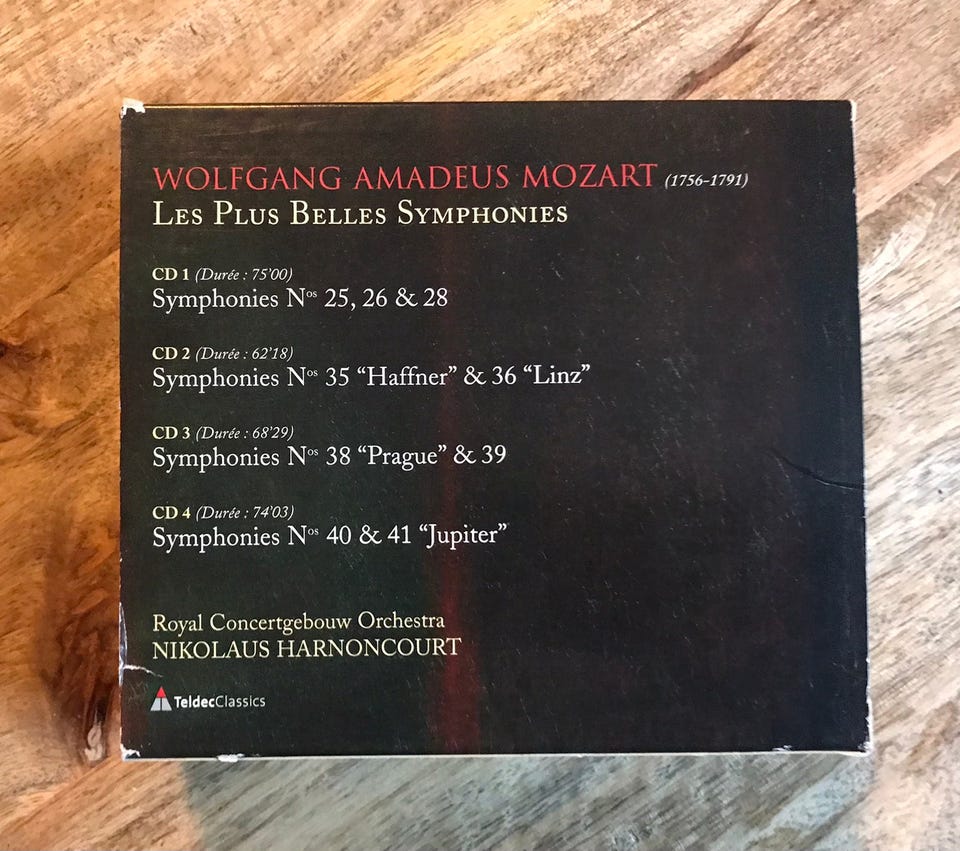 WOLFGANG AMADEUS MOZART (1756-1791)
LES PLUS BELLES SYMPHONIES
CD 1 (Durée : 75'00)
Symphonies Nos 25, 26 & 28
CD 2 (Durée : 62'18)
Symphonies Nos 35 “Haffner” & 36 “Linz”
CD 3 (Durée : 68'29)
Symphonies Nos 38 “Prague” & 39
CD 4 (Durée : 74'03)
Symphonies Nos 40 & 41 “Jupiter”
Royal Concertgebouw Orchestra
NIKOLAUS HARNONCOURT
TeldecClassics